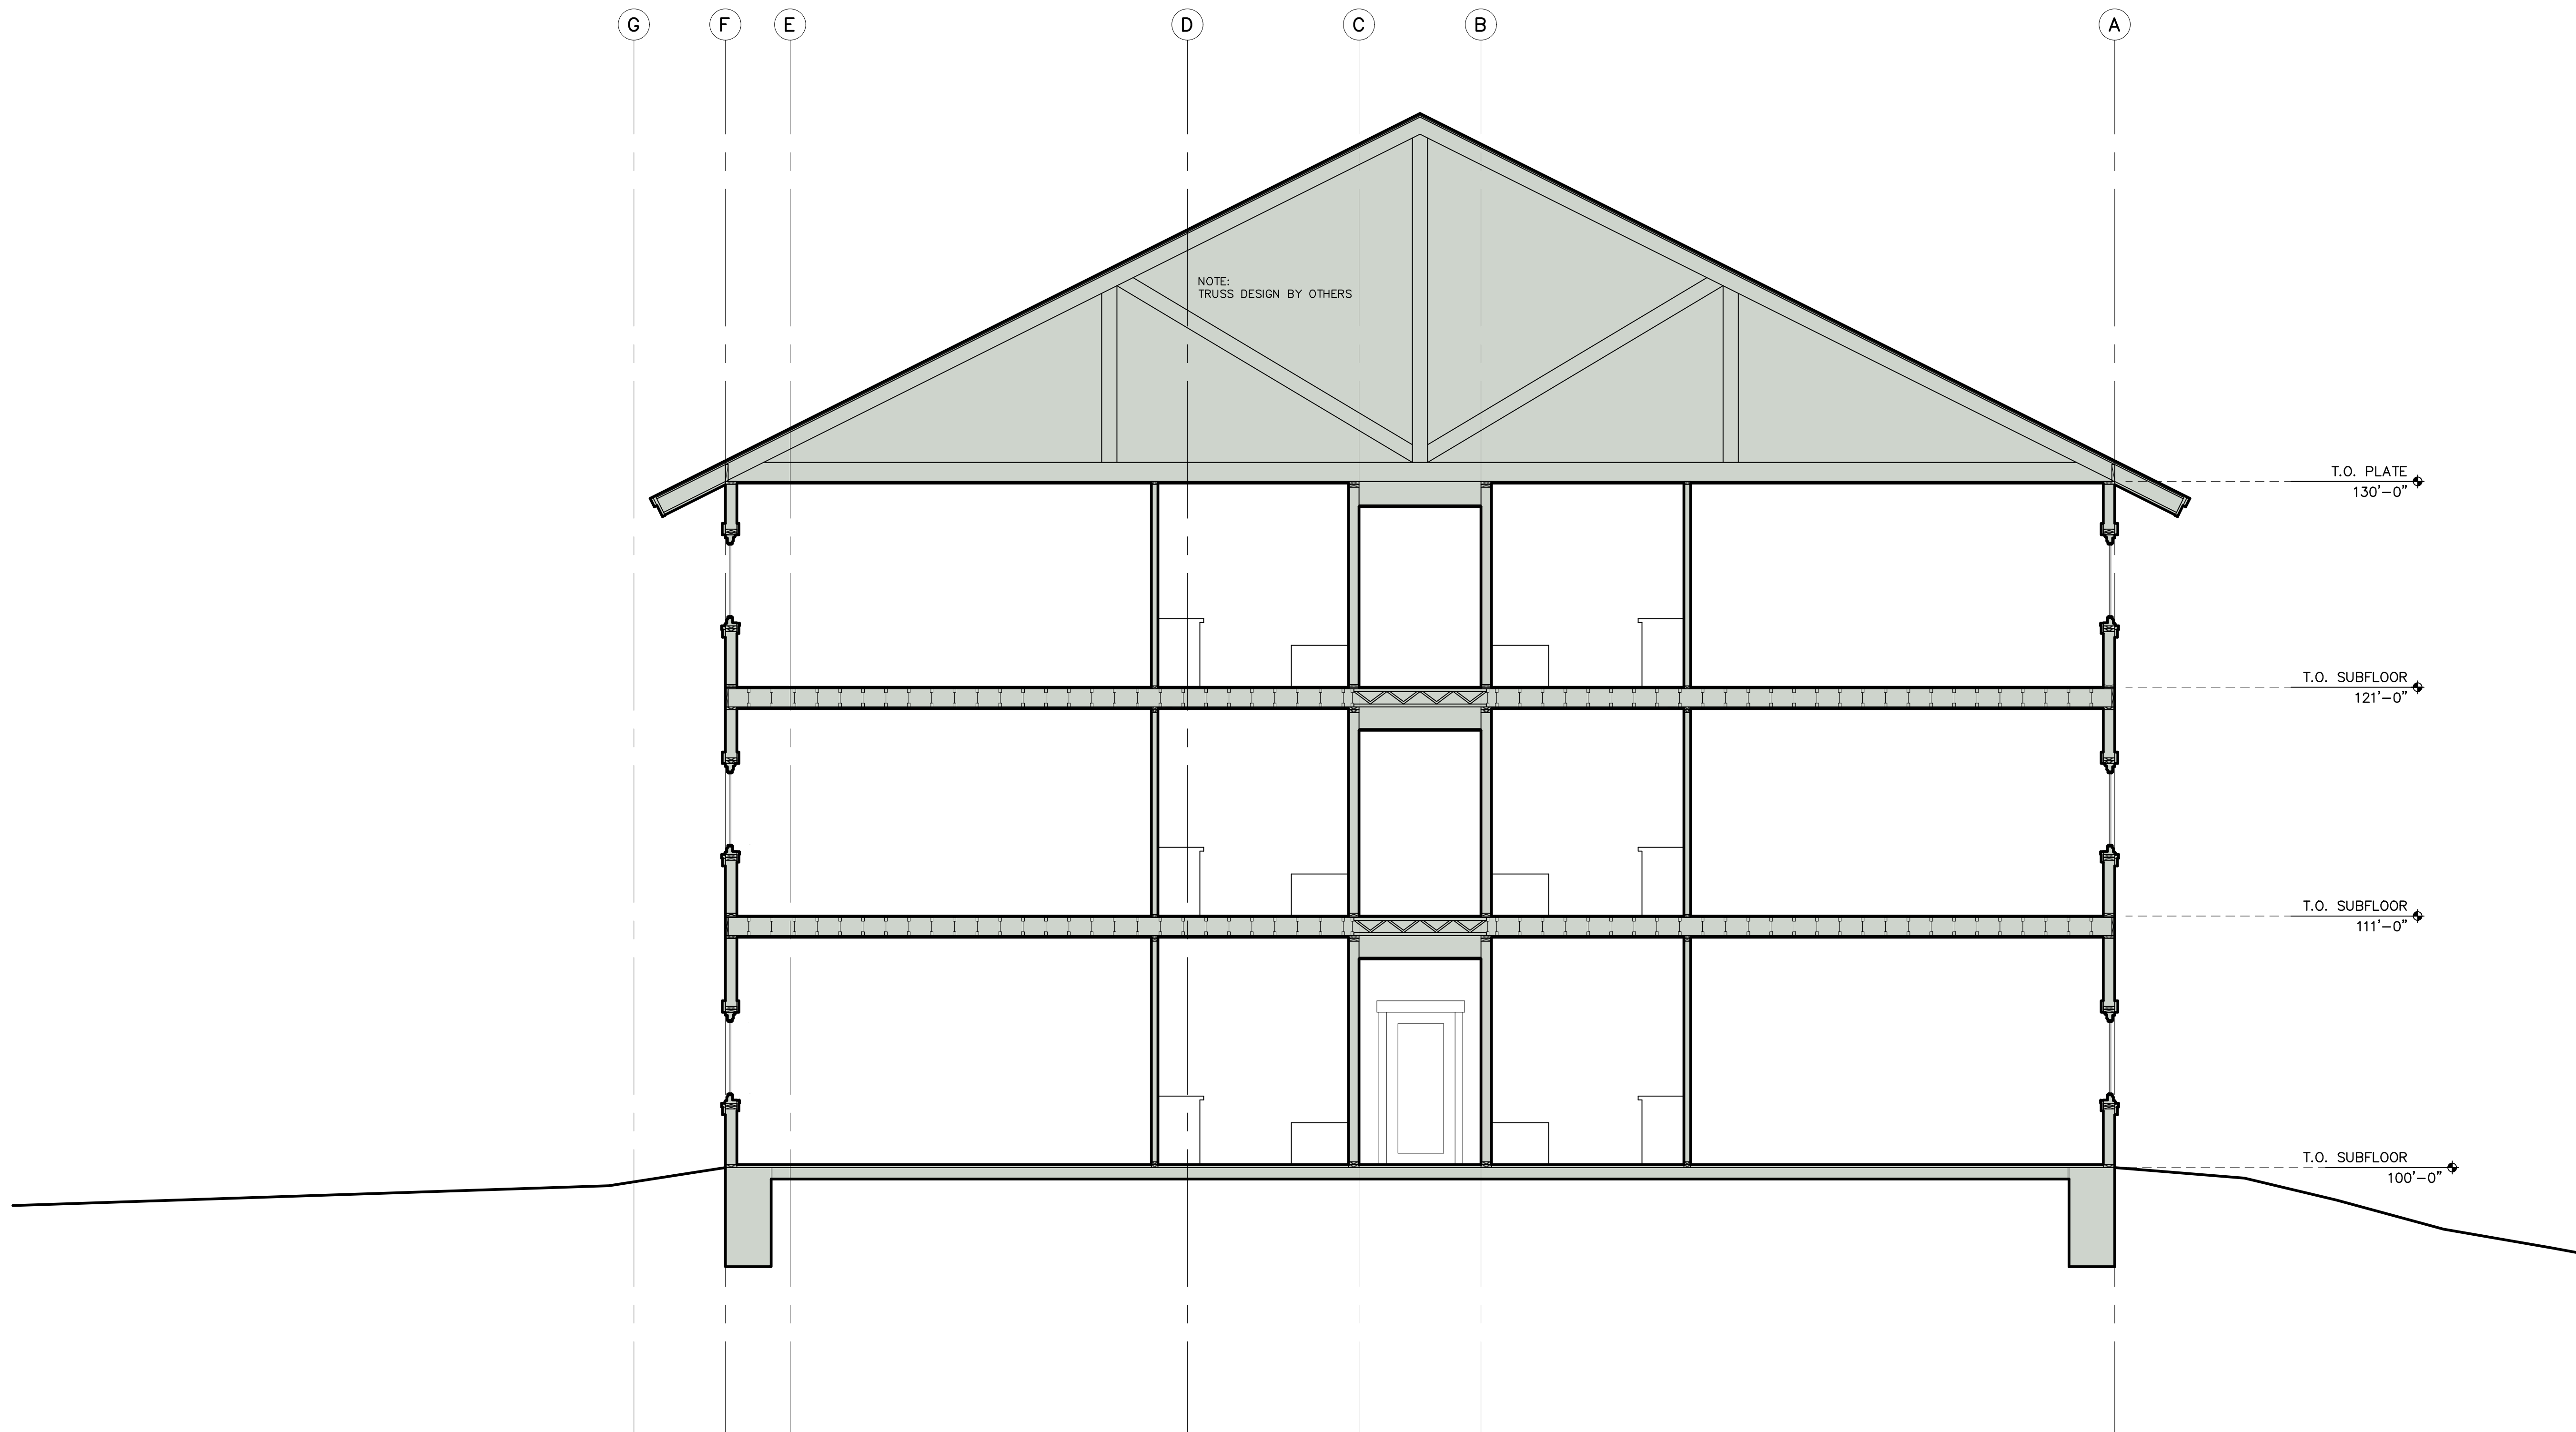 G F E D C B A
NOTE:
TRUSS DESIGN BY OTHERS
T.O. PLATE
130'-0"
T.O. SUBFLOOR
121'-0"
T.O. SUBFLOOR
111'-0"
T.O. SUBFLOOR
100'-0"